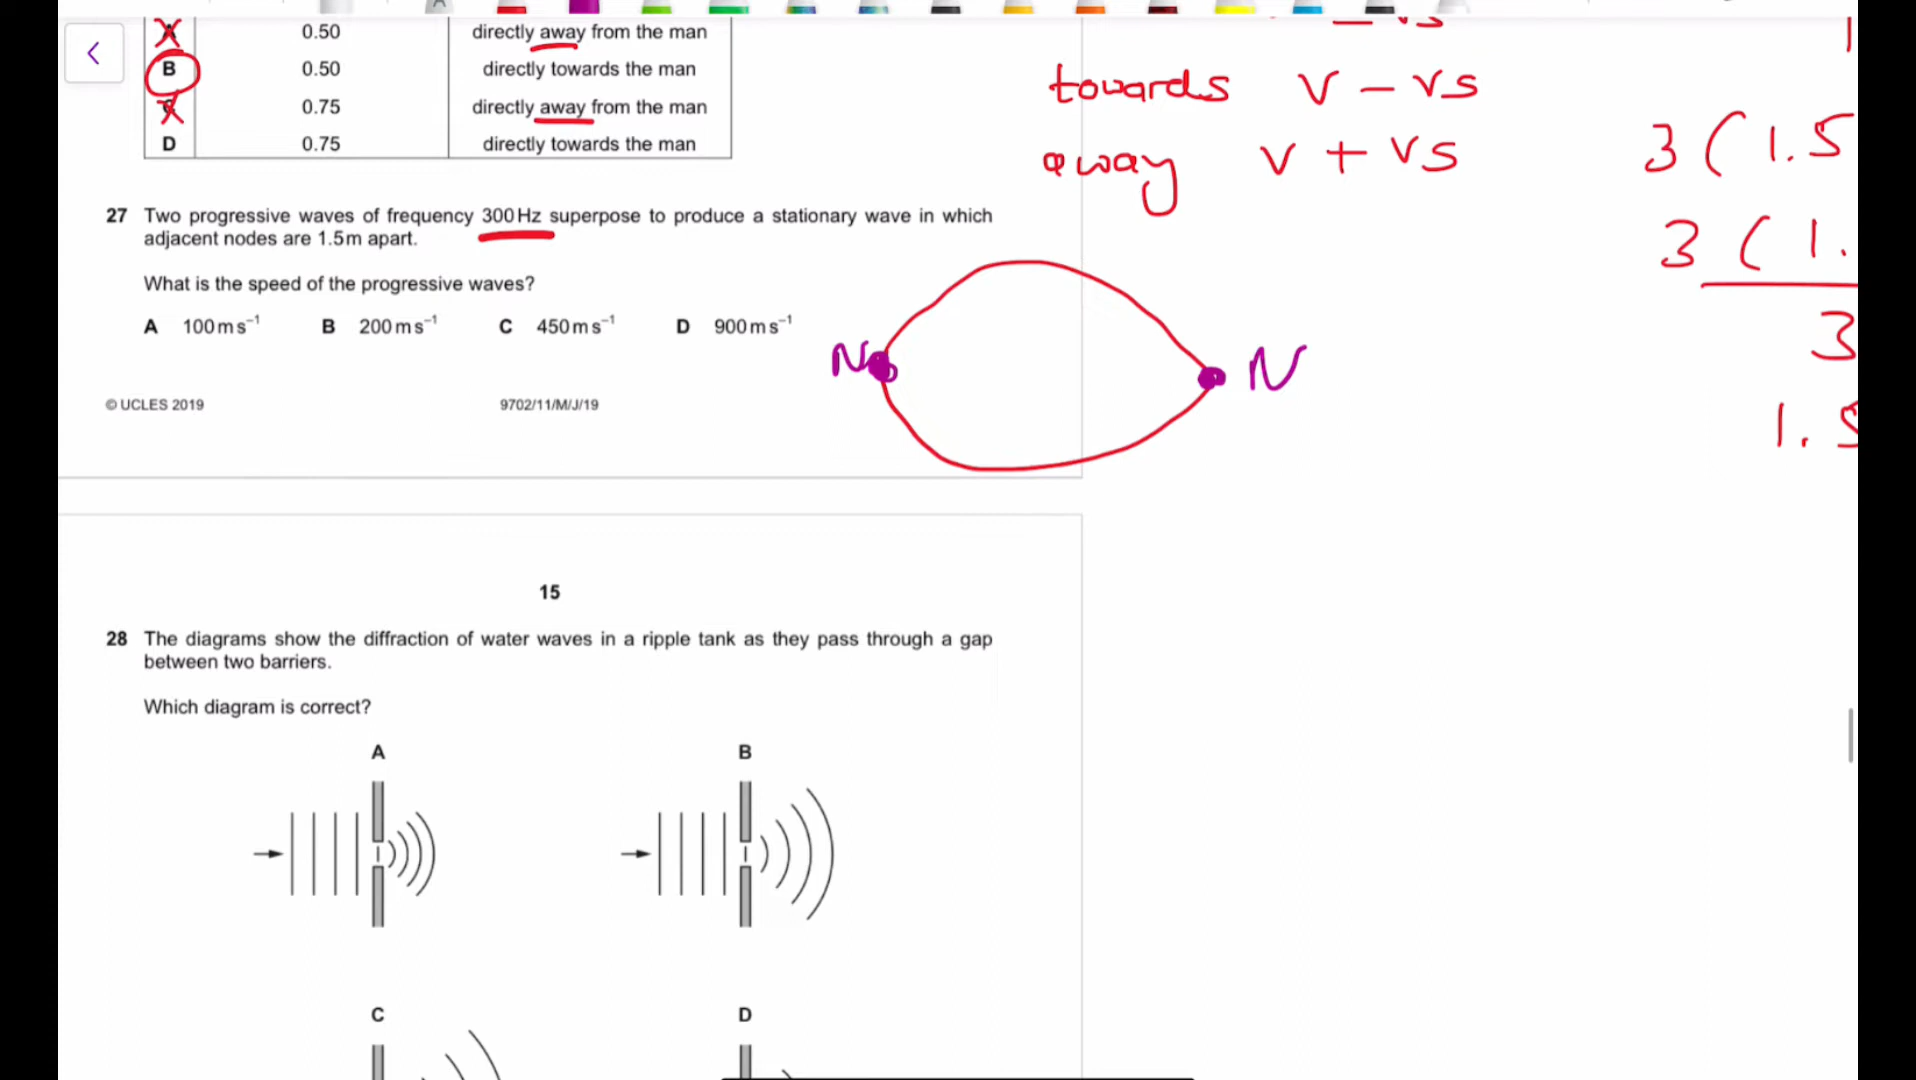 A 0.50 directly away from the man
B 0.50 directly towards the man
0.75 directly away from the man
D 0.75 directly towards the man
towards v – vs
away v + vs
3 ( 1.5
3 ( 1.
3
1.5
27 Two progressive waves of frequency 300 Hz superpose to produce a stationary wave in which
adjacent nodes are 1.5 m apart.
What is the speed of the progressive waves?
A 100 m s⁻¹ B 200 m s⁻¹ C 450 m s⁻¹ D 900 m s⁻¹
N N
© UCLES 2019 9702/11/M/J/19
15
28 The diagrams show the diffraction of water waves in a ripple tank as they pass through a gap
between two barriers.
Which diagram is correct?
A B
C D